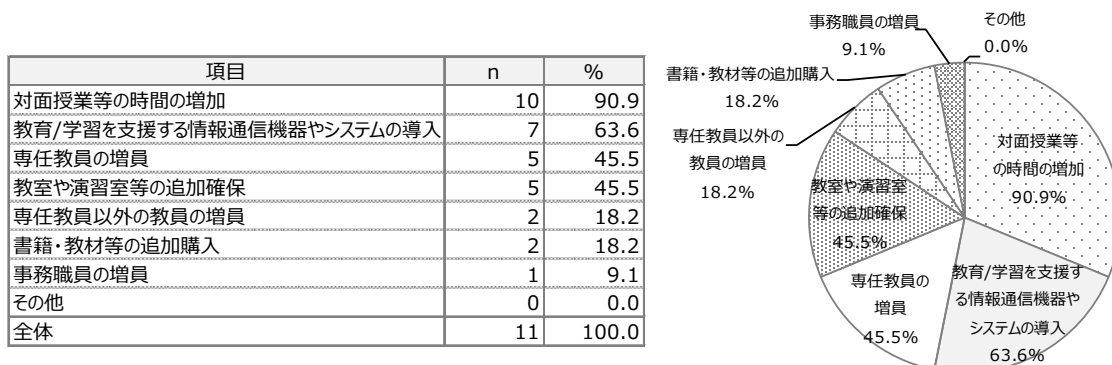 項目 n %
対面授業等の時間の増加 10 90.9
教育/学習を支援する情報通信機器やシステムの導入 7 63.6
専任教員の増員 5 45.5
教室や演習室等の追加確保 5 45.5
専任教員以外の教員の増員 2 18.2
書籍・教材等の追加購入 2 18.2
事務職員の増員 1 9.1
その他 0 0.0
全体 11 100.0
事務職員の増員
9.1%
その他
0.0%
書籍・教材等の追加購入
18.2%
専任教員以外の
教員の増員
18.2%
教室や演習室
等の追加確保
45.5%
専任教員の
増員
45.5%
対面授業等
の時間の増加
90.9%
教育/学習を支援す
る情報通信機器や
システムの導入
63.6%